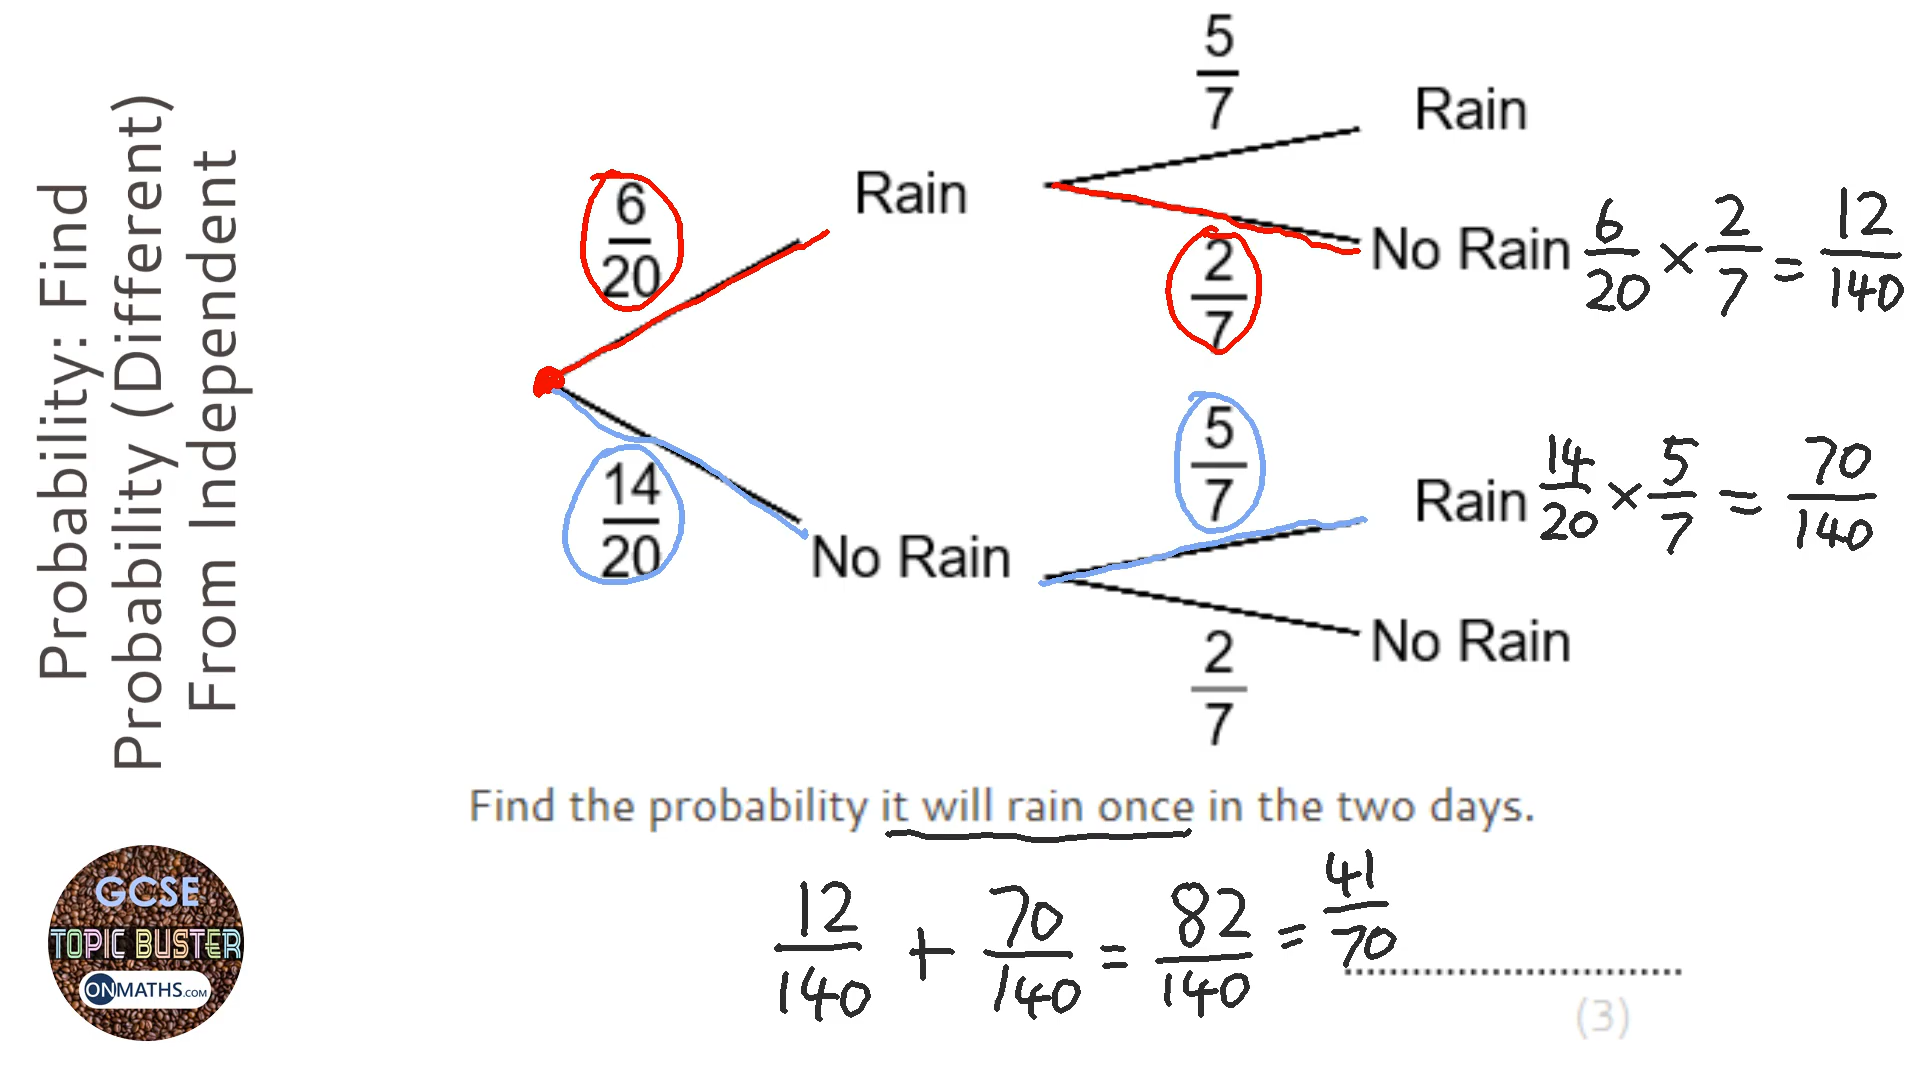 Probability: Find
Probability (Different)
From Independent
5
7
Rain
6
20
Rain
No Rain 6/20 × 2/7 = 12/140
2
7
14
20
No Rain
5
7
Rain 14/20 × 5/7 = 70/140
No Rain
2
7
Find the probability it will rain once in the two days.
12/140 + 70/140 = 82/140 = 41/70
(3)
GCSE
TOPIC BUSTER
ONMATHS.COM